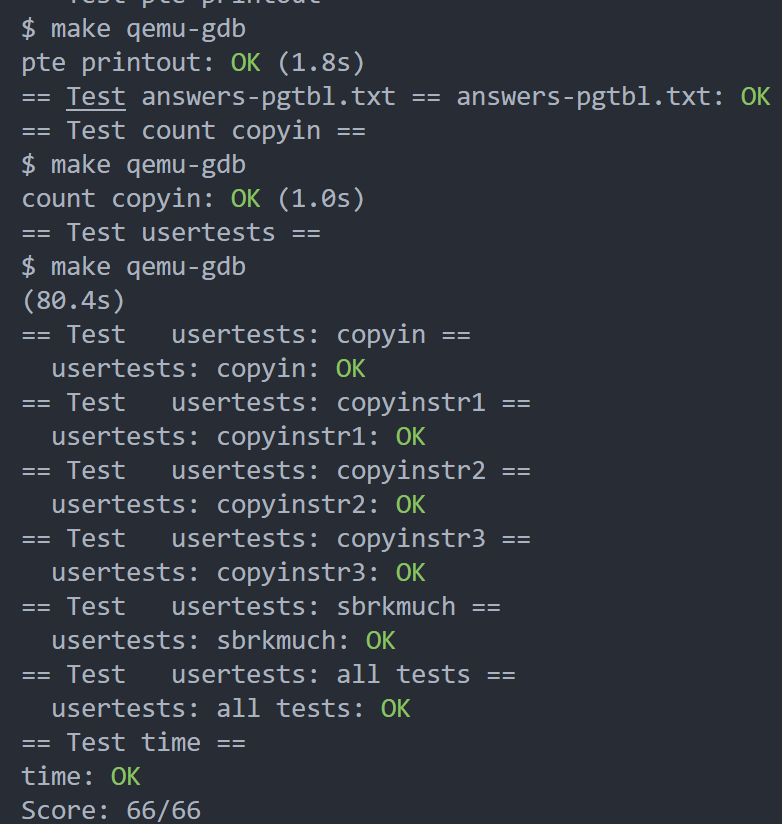 Test pte printout
$ make qemu-gdb
pte printout: OK (1.8s)
== Test answers-pgtbl.txt == answers-pgtbl.txt: OK
== Test count copyin ==
$ make qemu-gdb
count copyin: OK (1.0s)
== Test usertests ==
$ make qemu-gdb
(80.4s)
== Test   usertests: copyin ==
  usertests: copyin: OK
== Test   usertests: copyinstr1 ==
  usertests: copyinstr1: OK
== Test   usertests: copyinstr2 ==
  usertests: copyinstr2: OK
== Test   usertests: copyinstr3 ==
  usertests: copyinstr3: OK
== Test   usertests: sbrkmuch ==
  usertests: sbrkmuch: OK
== Test   usertests: all tests ==
  usertests: all tests: OK
== Test time ==
time: OK
Score: 66/66